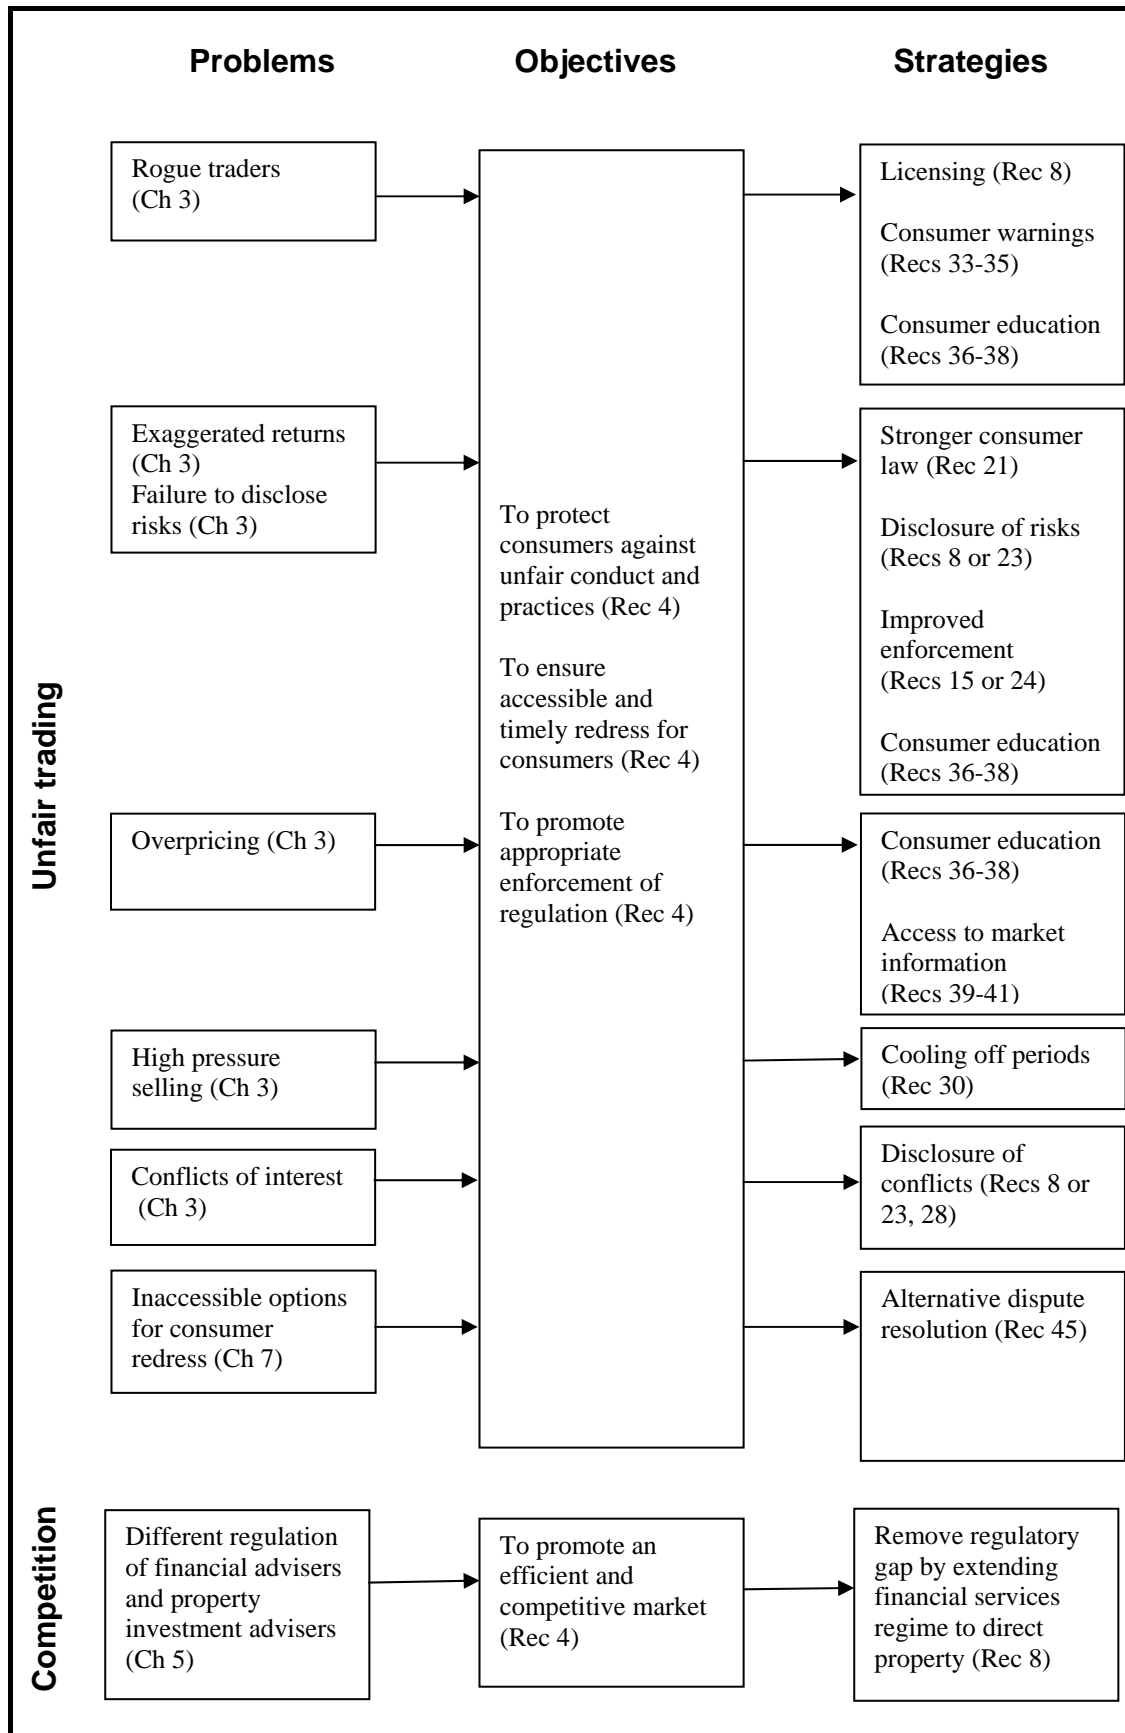 Problems
Objectives
Strategies
Unfair trading
Rogue traders
(Ch 3)
Exaggerated returns
(Ch 3)
Failure to disclose
risks (Ch 3)
Overpricing (Ch 3)
High pressure
selling (Ch 3)
Conflicts of interest
(Ch 3)
Inaccessible options
for consumer
redress (Ch 7)
To protect
consumers against
unfair conduct and
practices (Rec 4)
To ensure
accessible and
timely redress for
consumers (Rec 4)
To promote
appropriate
enforcement of
regulation (Rec 4)
Licensing (Rec 8)
Consumer warnings
(Recs 33-35)
Consumer education
(Recs 36-38)
Stronger consumer
law (Rec 21)
Disclosure of risks
(Recs 8 or 23)
Improved
enforcement
(Recs 15 or 24)
Consumer education
(Recs 36-38)
Consumer education
(Recs 36-38)
Access to market
information
(Recs 39-41)
Cooling off periods
(Rec 30)
Disclosure of
conflicts (Recs 8 or
23, 28)
Alternative dispute
resolution (Rec 45)
Competition
Different regulation
of financial advisers
and property
investment advisers
(Ch 5)
To promote an
efficient and
competitive market
(Rec 4)
Remove regulatory
gap by extending
financial services
regime to direct
property (Rec 8)